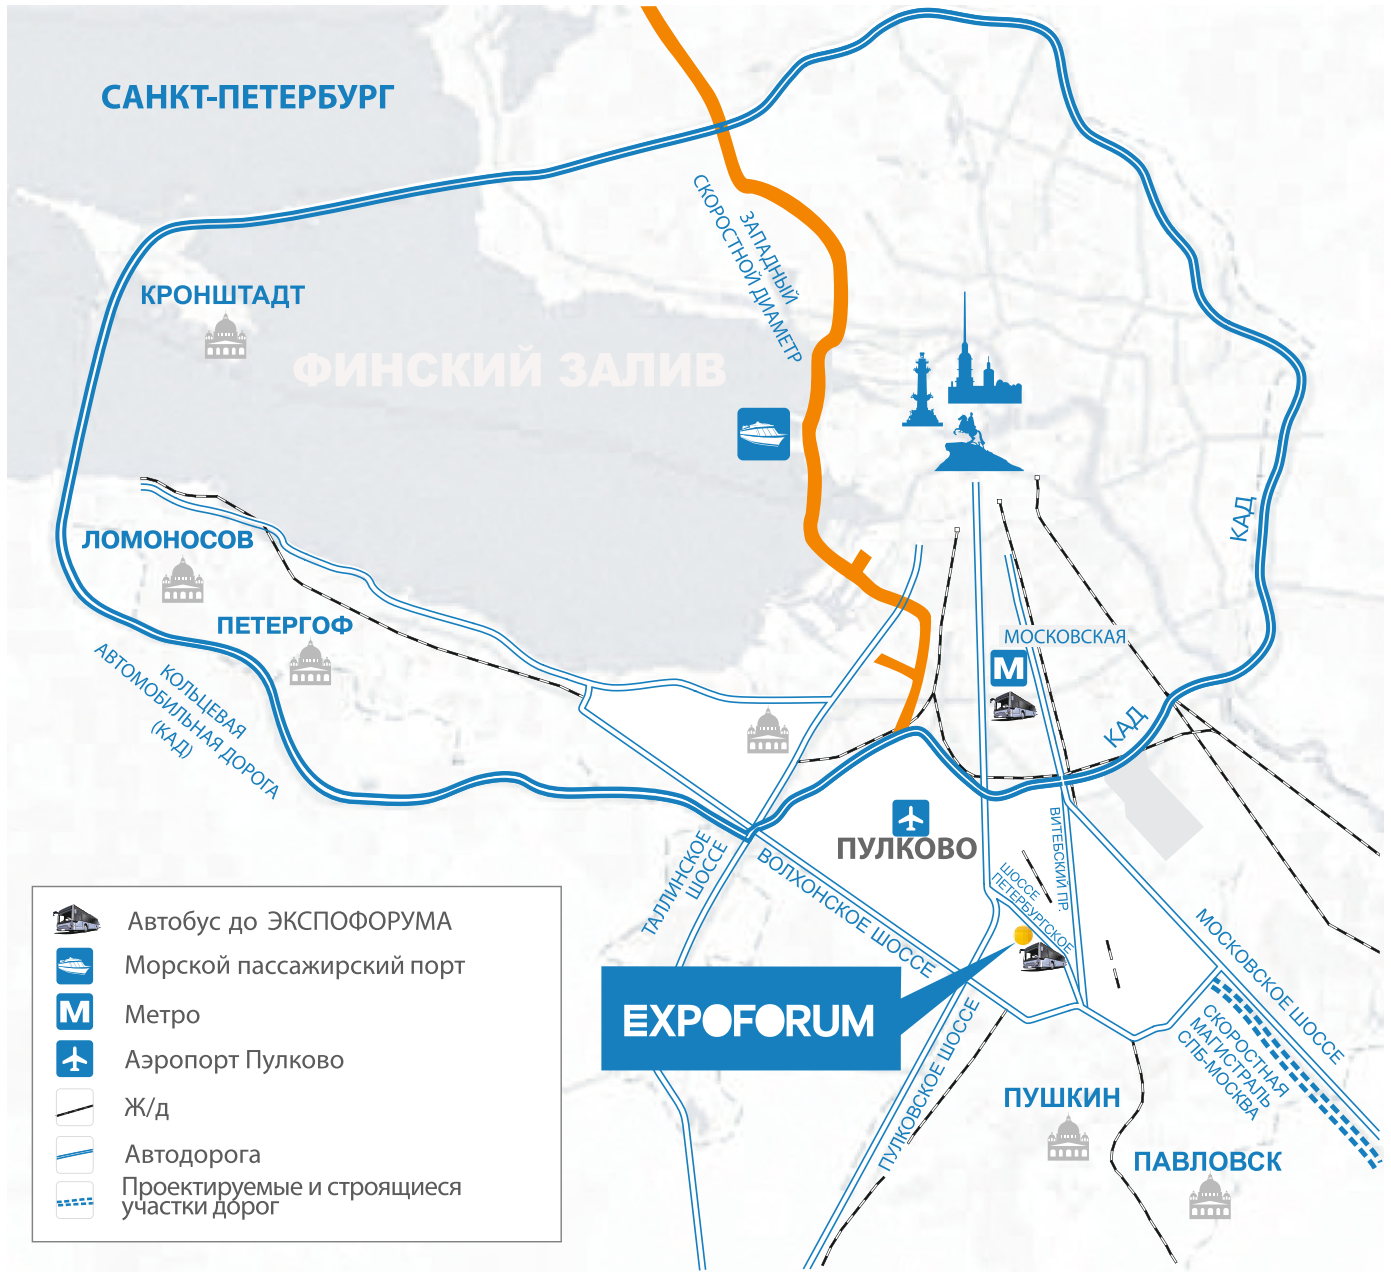 САНКТ-ПЕТЕРБУРГ
ЗАПАДНЫЙ
СКОРОСТНОЙ ДИАМЕТР
КРОНШТАДТ
ФИНСКИЙ ЗАЛИВ
КАД
ЛОМОНОСОВ
ПЕТЕРГОФ
МОСКОВСКАЯ
М
КОЛЬЦЕВАЯ
АВТОМОБИЛЬНАЯ ДОРОГА
(КАД)
КАД
ПУЛКОВО
ВИТЕБСКИЙ ПР.
ТАЛЛИНСКОЕ
ШОССЕ
ВОЛХОНСКОЕ ШОССЕ
ШОССЕ
ПЕТЕРБУРГСКОЕ
МОСКОВСКОЕ ШОССЕ
EXPOFORUM
ПУЛКОВСКОЕ ШОССЕ
СКОРОСТНАЯ
МАГИСТРАЛЬ
СПБ-МОСКВА
ПУШКИН
ПАВЛОВСК
Автобус до ЭКСПОФОРУМА
Морской пассажирский порт
М Метро
Аэропорт Пулково
Ж/д
Автодорога
Проектируемые и строящиеся
участки дорог